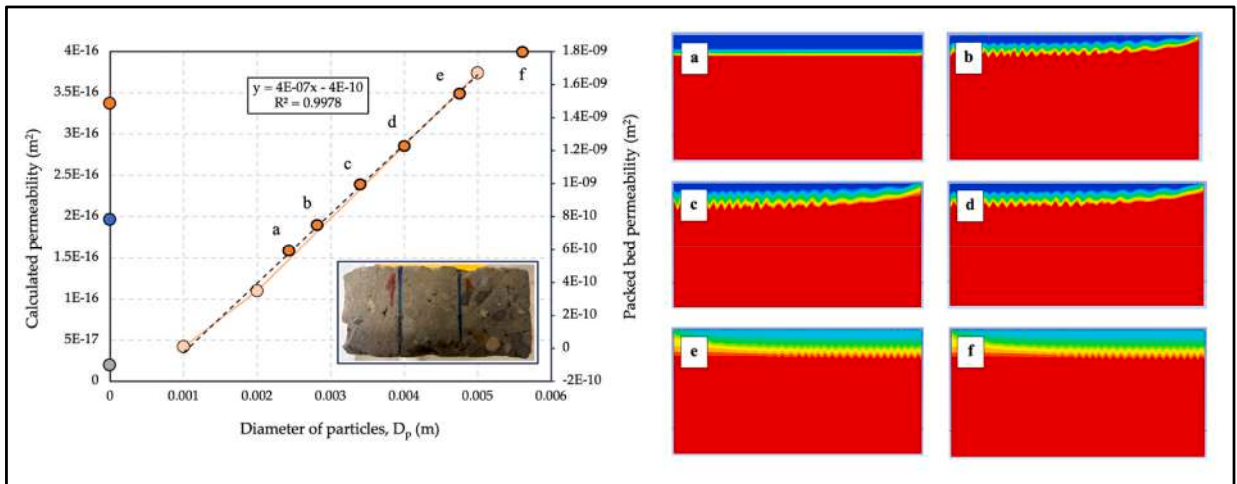 4E-16
3.5E-16
3E-16
2.5E-16
2E-16
1.5E-16
1E-16
5E-17
0
Calculated permeability (m²)
y = 4E-07x - 4E-10
R² = 0.9978
a
b
c
d
e
f
1.8E-09
1.6E-09
1.4E-09
1.2E-09
1E-09
8E-10
6E-10
4E-10
2E-10
0
-2E-10
Packed bed permeability (m²)
0
0.001
0.002
0.003
0.004
0.005
0.006
Diameter of particles, Dₚ (m)
a
b
c
d
e
f